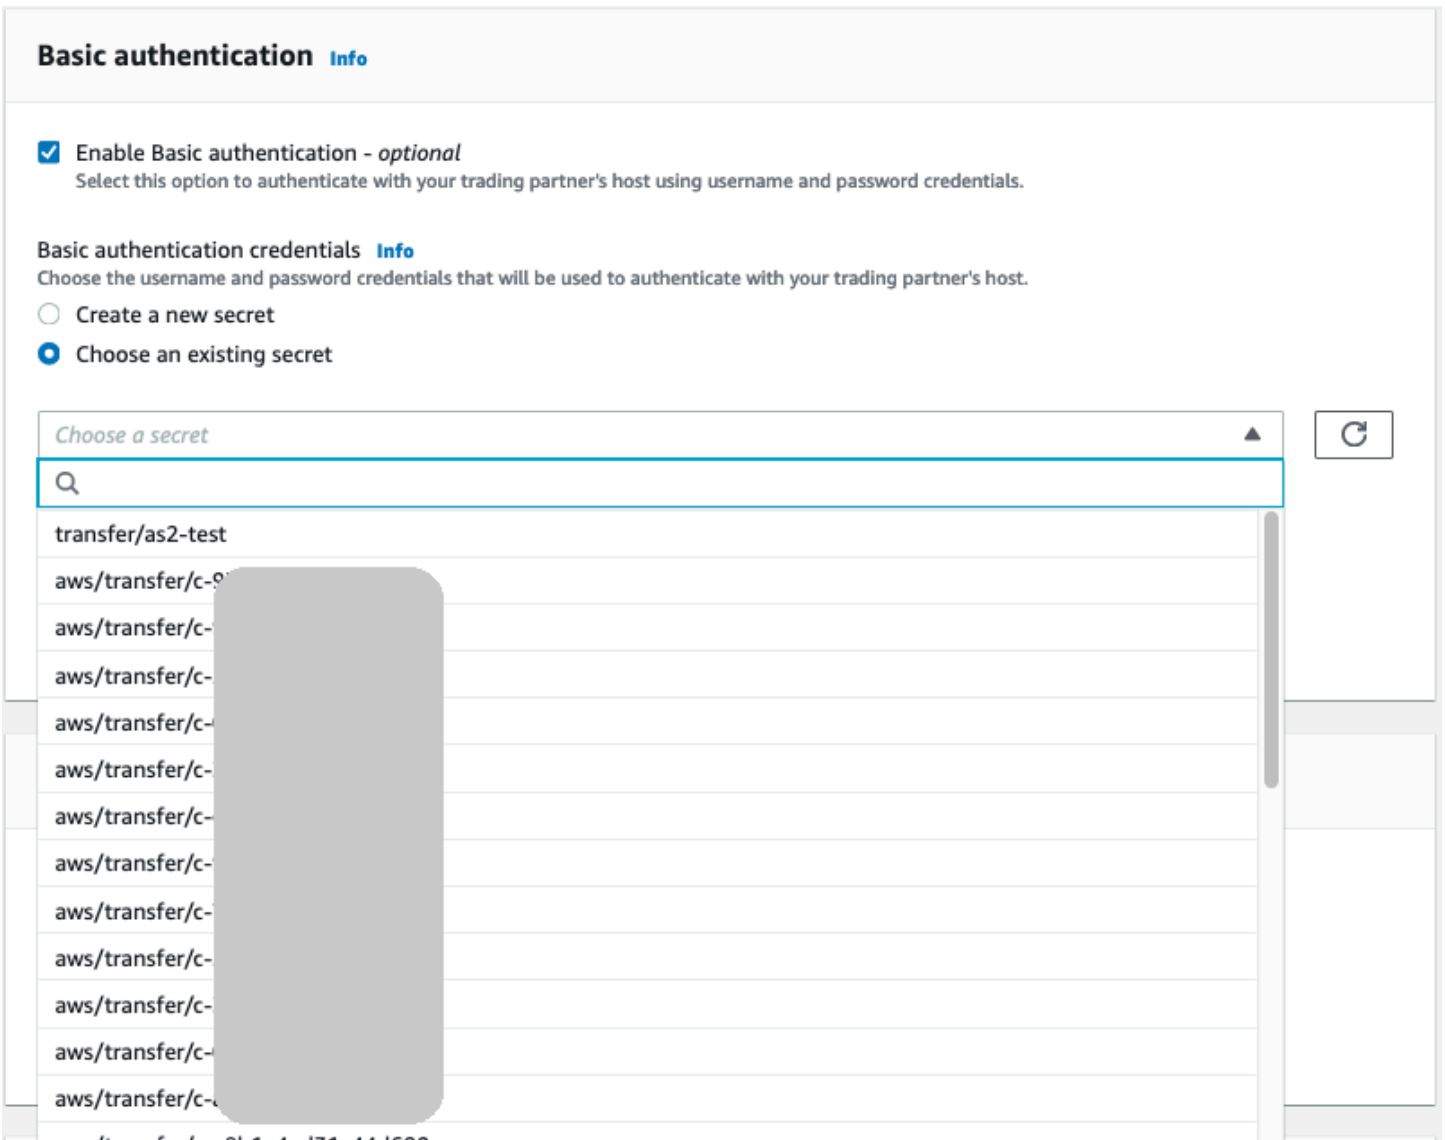 Basic authentication Info
Enable Basic authentication - optional
Select this option to authenticate with your trading partner's host using username and password credentials.
Basic authentication credentials Info
Choose the username and password credentials that will be used to authenticate with your trading partner's host.
Create a new secret
Choose an existing secret
Choose a secret
transfer/as2-test
aws/transfer/c-9
aws/transfer/c-
aws/transfer/c-
aws/transfer/c-
aws/transfer/c-
aws/transfer/c-
aws/transfer/c-
aws/transfer/c-
aws/transfer/c-
aws/transfer/c-
aws/transfer/c-
aws/transfer/c-